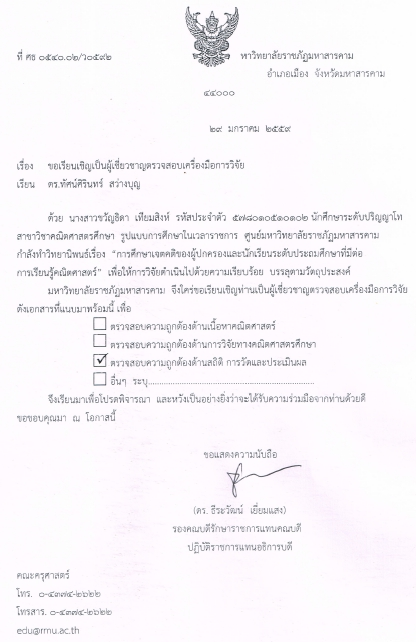 ที่ ศธ ๐๕๔๐.๐๒/ว๐๕๙๒
หาวิทยาลัยราชภัฏมหาสารคาม
อำเภอเมือง จังหวัดมหาสารคาม
๔๔๐๐๐
๒๙ มกราคม ๒๕๕๙
เรื่อง ขอเรียนเชิญเป็นผู้เชี่ยวชาญตรวจสอบเครื่องมือการวิจัย
เรียน ดร.ทัศน์ศิรินทร์ สว่างบุญ
ด้วย นางสาวขวัญธิดา เทียมสิงห์ รหัสประจำตัว ๕๗๘๐๑๐๕๑๐๑๐๒ นักศึกษาระดับปริญญาโท
สาขาวิชาคณิตศาสตรศึกษา รูปแบบการศึกษาในเวลาราชการ ศูนย์มหาวิทยาลัยราชภัฏมหาสารคาม
กำลังทำวิทยานิพนธ์เรื่อง “การศึกษาเจตคติของผู้ปกครองและนักเรียนระดับประถมศึกษาที่มีต่อ
การเรียนรู้คณิตศาสตร์” เพื่อให้การวิจัยดำเนินไปด้วยความเรียบร้อย บรรลุตามวัตถุประสงค์
มหาวิทยาลัยราชภัฏมหาสารคาม จึงใคร่ขอเรียนเชิญท่านเป็นผู้เชี่ยวชาญตรวจสอบเครื่องมือการวิจัย
ดังเอกสารที่แนบมาพร้อมนี้ เพื่อ
ตรวจสอบความถูกต้องด้านเนื้อหาคณิตศาสตร์
ตรวจสอบความถูกต้องด้านการวิจัยทางคณิตศาสตรศึกษา
ตรวจสอบความถูกต้องด้านสถิติ การวัดและประเมินผล
อื่นๆ ระบุ............................................................
จึงเรียนมาเพื่อโปรดพิจารณา และหวังเป็นอย่างยิ่งว่าจะได้รับความร่วมมือจากท่านด้วยดี
ขอขอบคุณมา ณ โอกาสนี้
ขอแสดงความนับถือ
(ดร. ธีระวัฒน์ เยี่ยมแสง)
รองคณบดีรักษาราชการแทนคณบดี
ปฏิบัติราชการแทนอธิการบดี
คณะครุศาสตร์
โทร. ๐-๔๓๗๔-๒๖๒๒
โทรสาร. ๐-๔๓๗๔-๒๖๒๒
edu@rmu.ac.th